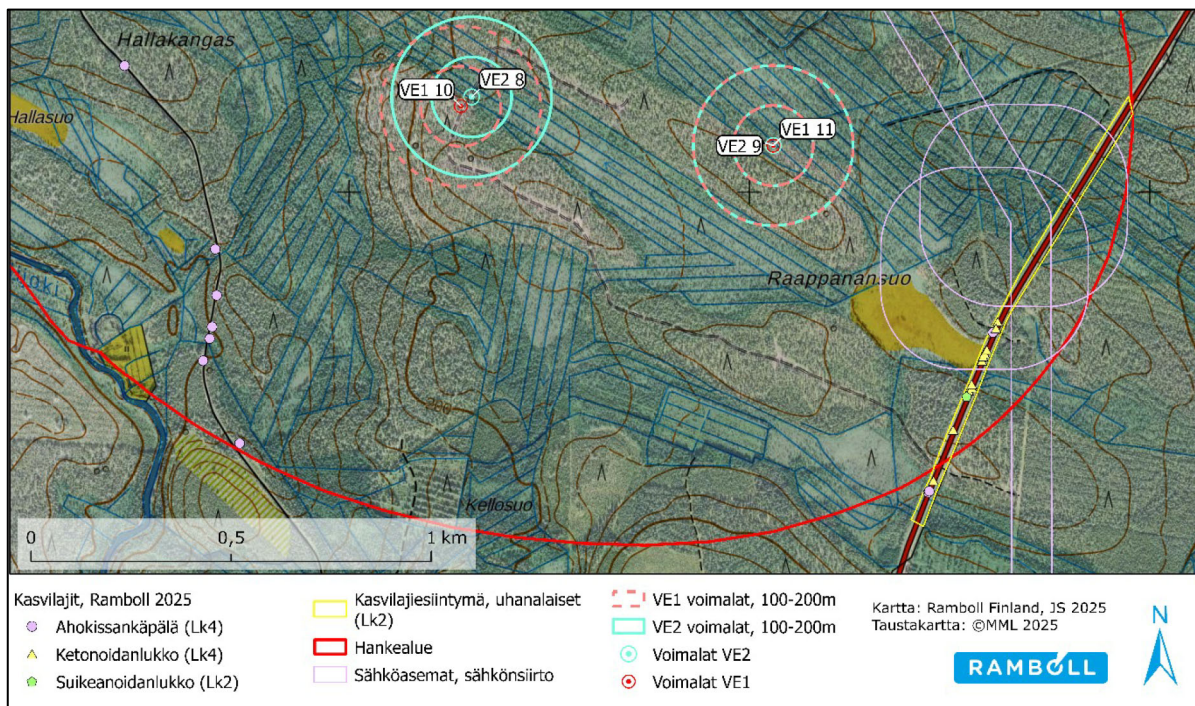 Hallakangas
Hallasuo
VE1 10
VE2 8
VE2 9
VE1 11
Raappanansuo
Kellosuo
0
0,5
1 km
Kasvilajit, Ramboll 2025
Ahokissankäpälä (Lk4)
Ketonoidanlukko (Lk4)
Suikeanoidanlukko (Lk2)
Kasvilajiesiintymä, uhanalaiset
(Lk2)
Hankealue
Sähköasemat, sähkönsiirto
VE1 voimalat, 100-200m
VE2 voimalat, 100-200m
Voimalat VE2
Voimalat VE1
Kartta: Ramboll Finland, JS 2025
Taustakartta: ©MML 2025
N
RAMBOLL